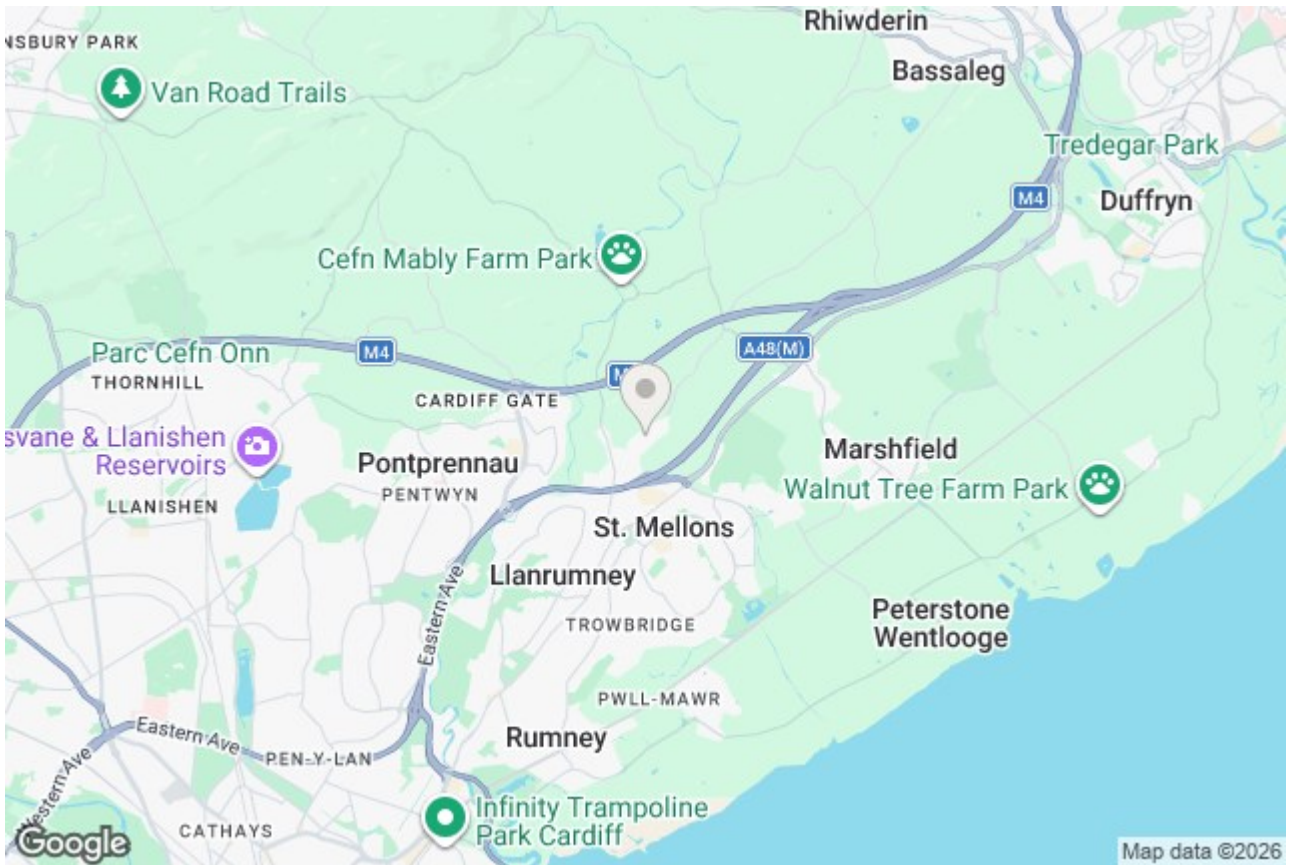 Rhiwderin
NSBURY PARK
Bassaleg
Van Road Trails
Tredegar Park
M4
Duffryn
Cefn Mably Farm Park
Parc Cefn Onn
M4
A48(M)
THORNHILL
CARDIFF GATE
svane & Llanishen
Reservoirs
Pontprennau
Marshfield
PENTWYN
Walnut Tree Farm Park
LLANISHEN
St. Mellons
Llanrumney
Eastern Ave
TROWBRIDGE
Peterstone
Wentlooge
PWLL-MAWR
Rumney
Eastern Ave
PEN-Y-LAN
Western Ave
Infinity Trampoline
Park Cardiff
CATHAYS
Google
Map data ©2026